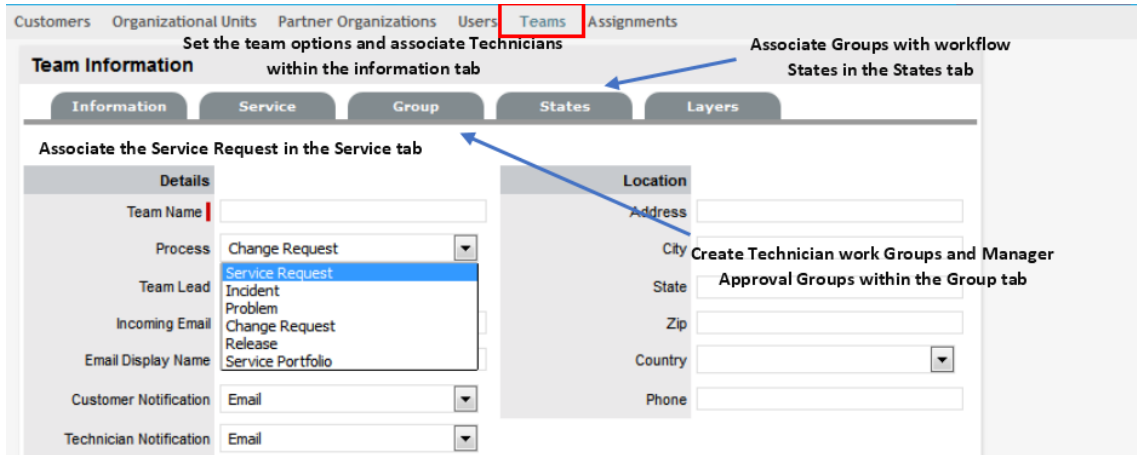 Customers Organizational Units Partner Organizations Users Teams Assignments
Set the team options and associate Technicians
within the information tab
Associate Groups with workflow
States in the States tab
Team Information
Information Service Group States Layers
Associate the Service Request in the Service tab
Details
Location
Team Name
Address
Process Change Request
City
Service Request
Incident
Problem
Change Request
Release
Service Portfolio
Create Technician work Groups and Manager
Approval Groups within the Group tab
Team Lead
State
Incoming Email
Zip
Email Display Name
Country
Customer Notification Email
Phone
Technician Notification Email